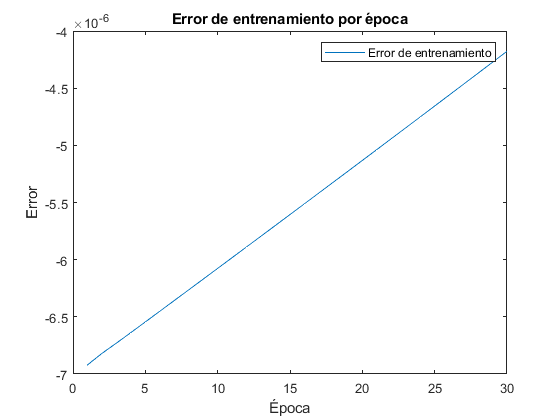 Error de entrenamiento por época
×10-6
Error de entrenamiento
-4
-4.5
-5
-5.5
-6
-6.5
-7
Error
0 5 10 15 20 25 30
Época